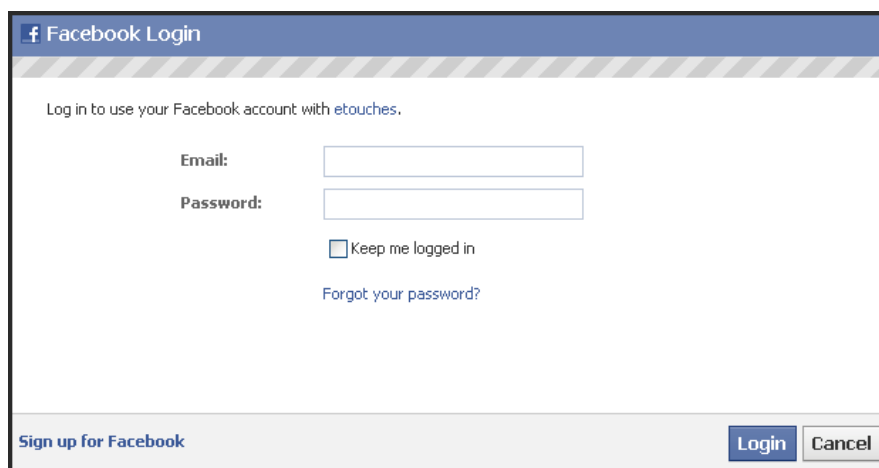 Facebook Login
Log in to use your Facebook account with etouches.
Email:
Password:
Keep me logged in
Forgot your password?
Sign up for Facebook
Login Cancel